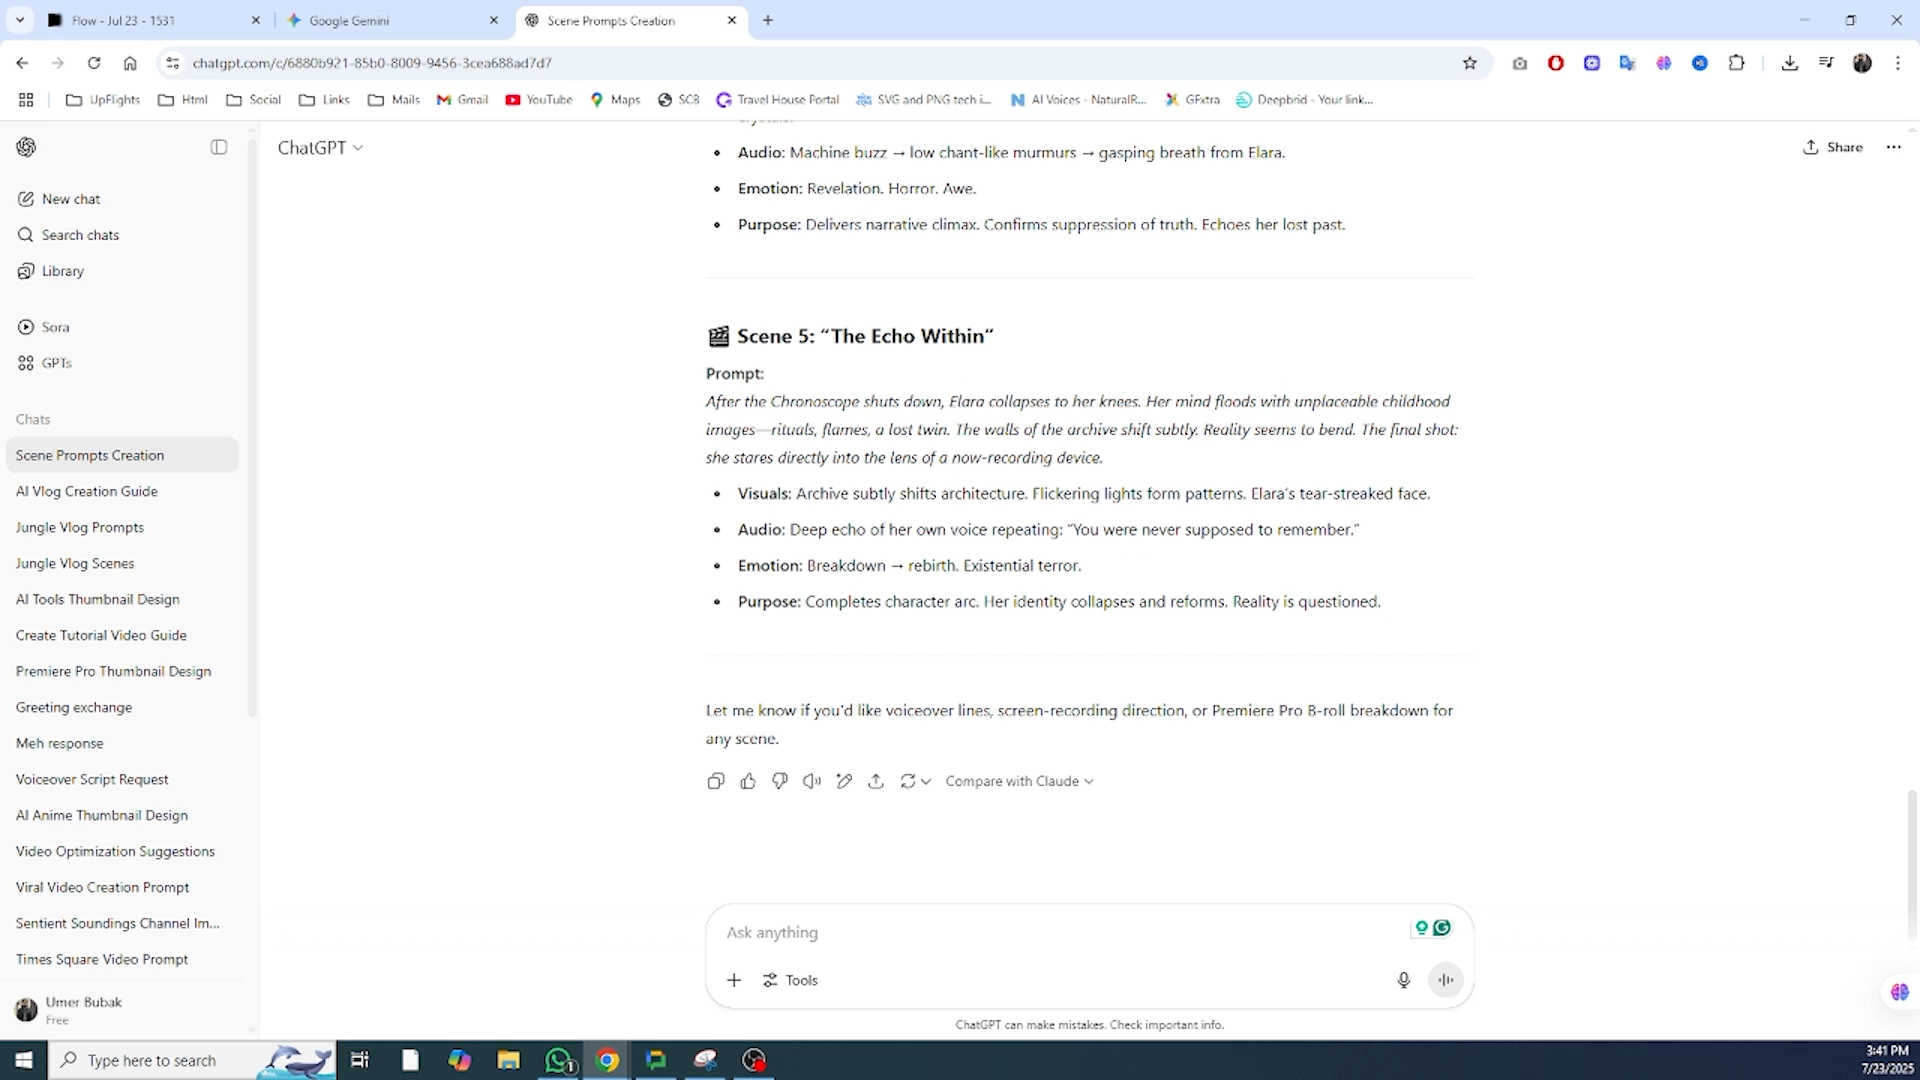 Flow - Jul 23 - 1531
Google Gemini
Scene Prompts Creation
chatgpt.com/c/6880b921-85b0-8009-9456-3cea688ad7d7
UpFlights
Html
Social
Links
Mails
Gmail
YouTube
Maps
SCB
Travel House Portal
SVG and PNG tech i...
AI Voices - NaturalR...
GFxtra
Deepbrid - Your link...
ChatGPT
Share
New chat
Search chats
Library
Sora
GPTs
Chats
Scene Prompts Creation
AI Vlog Creation Guide
Jungle Vlog Prompts
Jungle Vlog Scenes
AI Tools Thumbnail Design
Create Tutorial Video Guide
Premiere Pro Thumbnail Design
Greeting exchange
Meh response
Voiceover Script Request
AI Anime Thumbnail Design
Video Optimization Suggestions
Viral Video Creation Prompt
Sentient Soundings Channel Im...
Times Square Video Prompt
Umer Bubak
Free
• Audio: Machine buzz → low chant-like murmurs → gasping breath from Elara.
• Emotion: Revelation. Horror. Awe.
• Purpose: Delivers narrative climax. Confirms suppression of truth. Echoes her lost past.
Scene 5: “The Echo Within”
Prompt:
After the Chronoscope shuts down, Elara collapses to her knees. Her mind floods with unplaceable childhood
images—rituals, flames, a lost twin. The walls of the archive shift subtly. Reality seems to bend. The final shot:
she stares directly into the lens of a now-recording device.
• Visuals: Archive subtly shifts architecture. Flickering lights form patterns. Elara’s tear-streaked face.
• Audio: Deep echo of her own voice repeating: “You were never supposed to remember.”
• Emotion: Breakdown → rebirth. Existential terror.
• Purpose: Completes character arc. Her identity collapses and reforms. Reality is questioned.
Let me know if you'd like voiceover lines, screen-recording direction, or Premiere Pro B-roll breakdown for
any scene.
Compare with Claude
Ask anything
Tools
ChatGPT can make mistakes. Check important info.
Type here to search
1
3:41 PM
7/23/2025